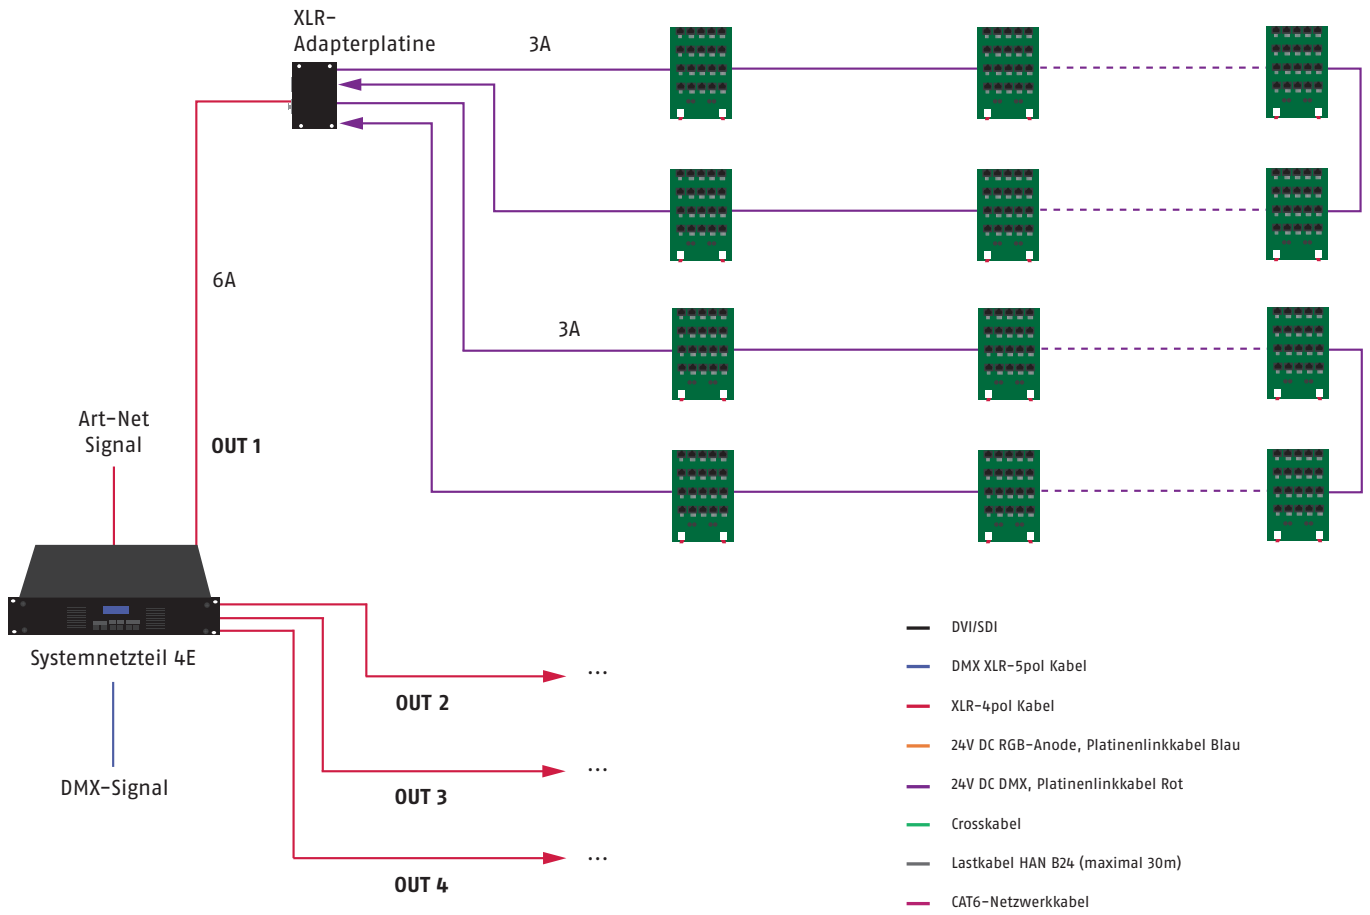 XLR-
Adapterplatine
3A
6A
3A
Art-Net
Signal
OUT 1
Systemnetzteil 4E
DMX-Signal
OUT 2
...
OUT 3
...
OUT 4
...
DVI/SDI
DMX XLR-5pol Kabel
XLR-4pol Kabel
24V DC RGB-Anode, Platinenlinkkabel Blau
24V DC DMX, Platinenlinkkabel Rot
Crosskabel
Lastkabel HAN B24 (maximal 30m)
CAT6-Netzwerkkabel